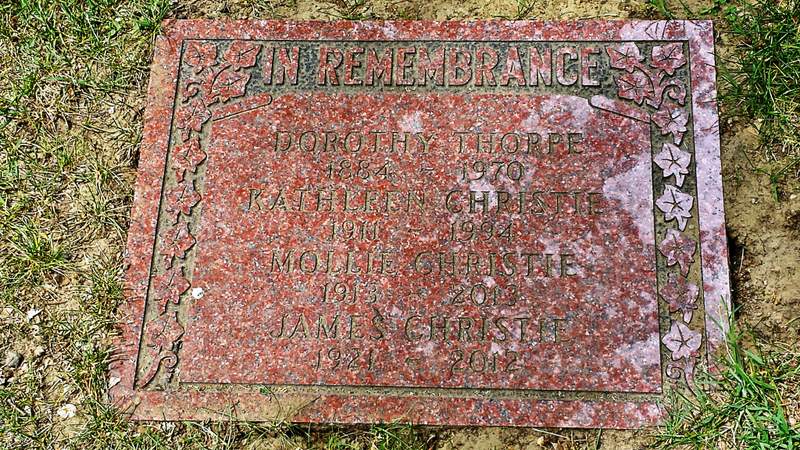 IN REMEMBRANCE
DOROTHY THORPE
1884 - 1970
KATHLEEN CHRISTIE
1911 - 1994
MOLLIE CHRISTIE
1913 - 2013
JAMES CHRISTIE
1921 - 2012